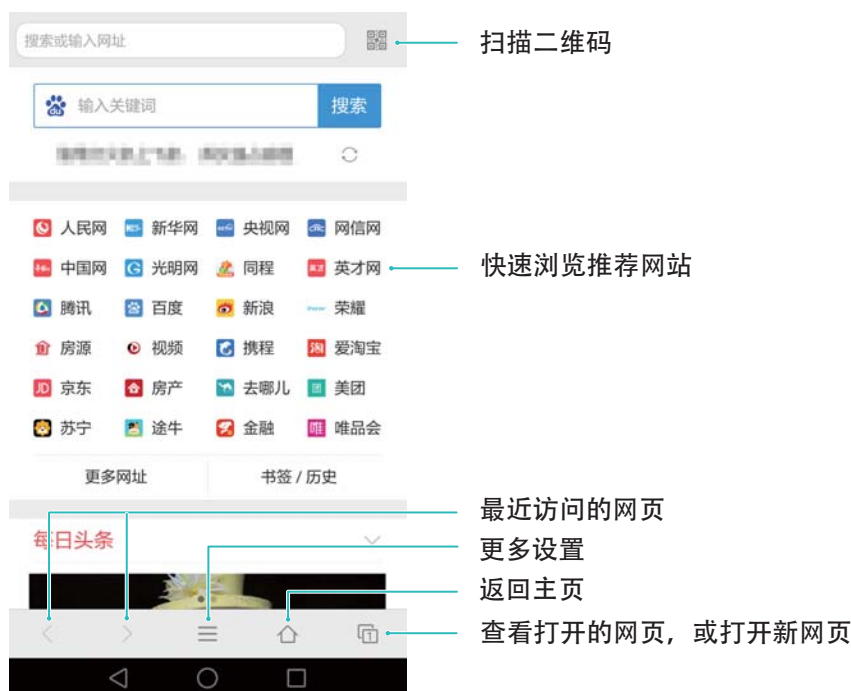 搜索或输入网址
扫描二维码
du 输入关键词 搜索
人民网 新华网 央视网 网信网
中国网 光明网 同程 英才网
快速浏览推荐网站
腾讯 百度 新浪 荣耀
房源 视频 携程 爱淘宝
京东 房产 去哪儿 美团
苏宁 途牛 金融 唯品会
更多网址 书签 / 历史
最近访问的网页
每日头条
更多设置
返回主页
1
查看打开的网页，或打开新网页